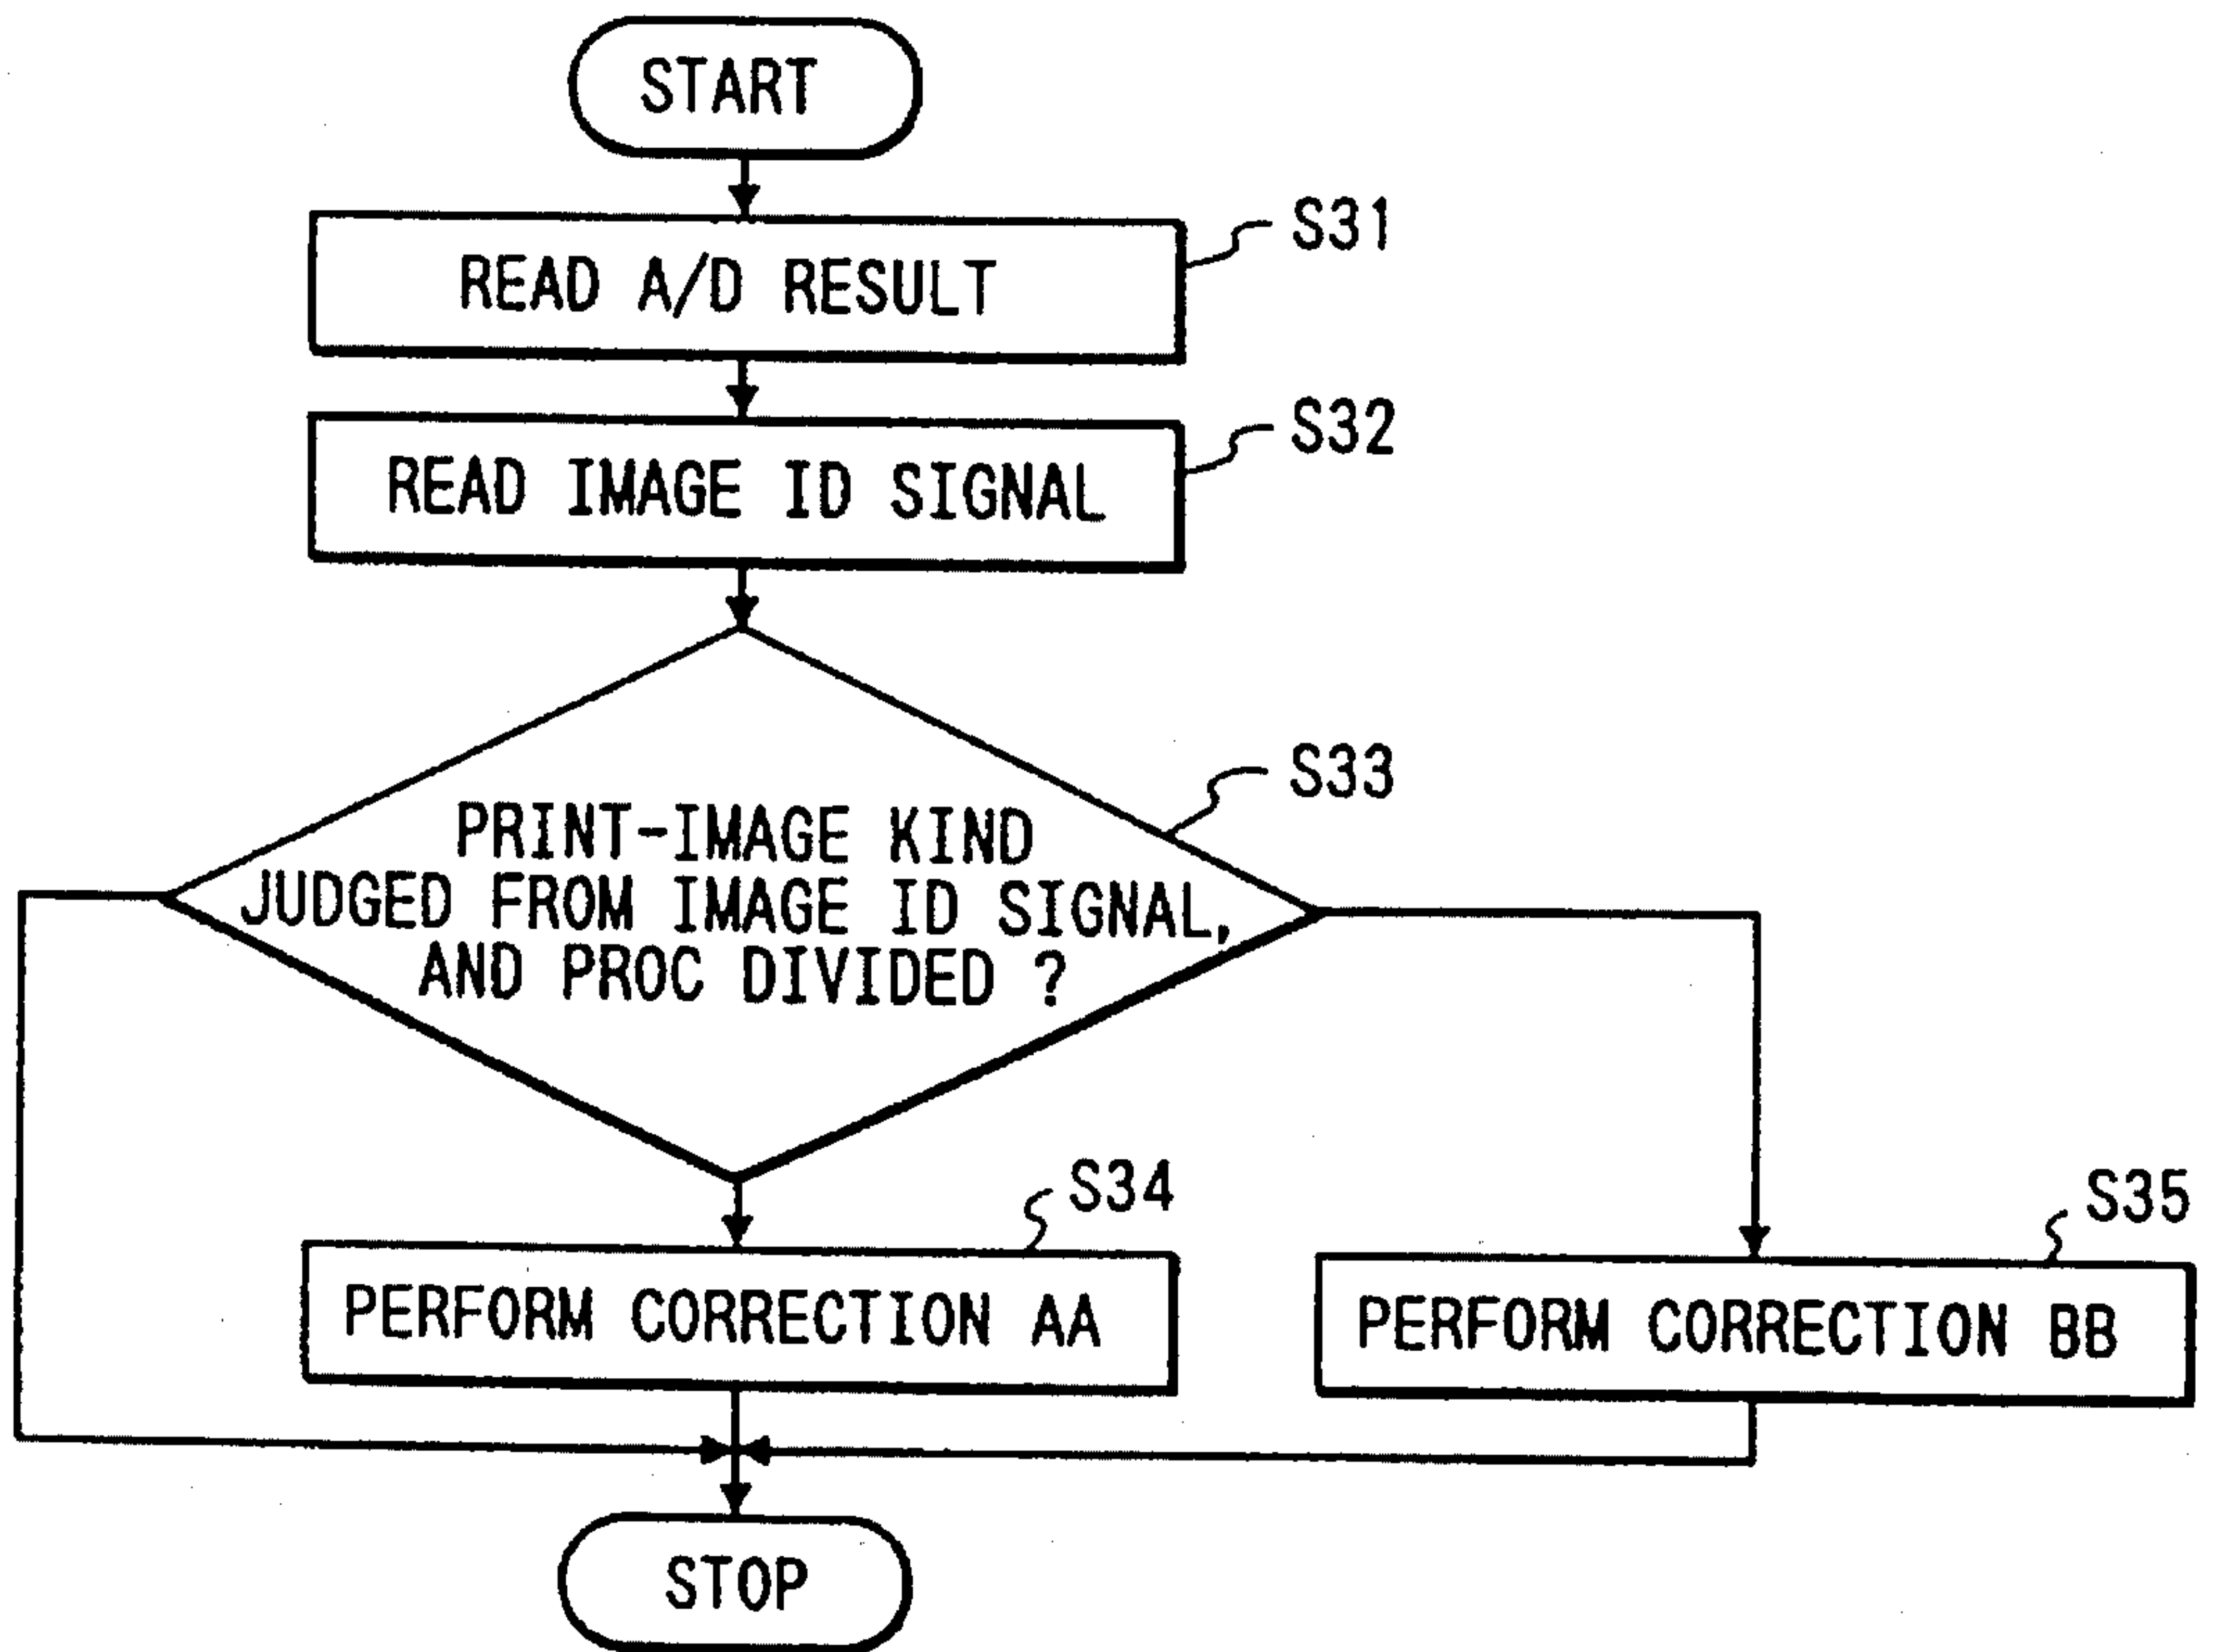 START
S31
READ A/D RESULT
S32
READ IMAGE ID SIGNAL
S33
PRINT-IMAGE KIND
JUDGED FROM IMAGE ID SIGNAL,
AND PROC DIVIDED ?
S34
PERFORM CORRECTION AA
S35
PERFORM CORRECTION BB
STOP